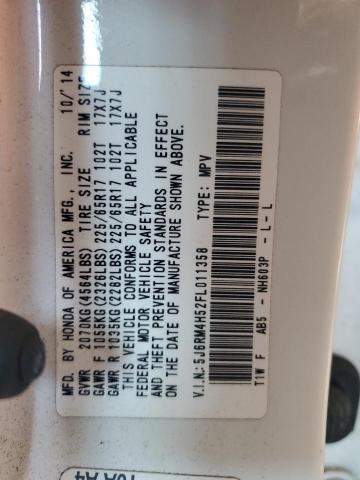 MFD. BY HONDA OF AMERICA MFG., INC. 10/'14
GVWR 2070KG(4564LBS) TIRE SIZE RIM SIZE
GAWR F 1055KG(2326LBS) 225/65R17 102T 17X7J
GAWR R 1035KG(2282LBS) 225/65R17 102T 17X7J
THIS VEHICLE CONFORMS TO ALL APPLICABLE
FEDERAL MOTOR VEHICLE SAFETY
AND THEFT PREVENTION STANDARDS IN EFFECT
ON THE DATE OF MANUFACTURE SHOWN ABOVE.
V.I.N.:5J6RM4H52FL011358 TYPE: MPV
T1W F AB5 - NH603P - L - L